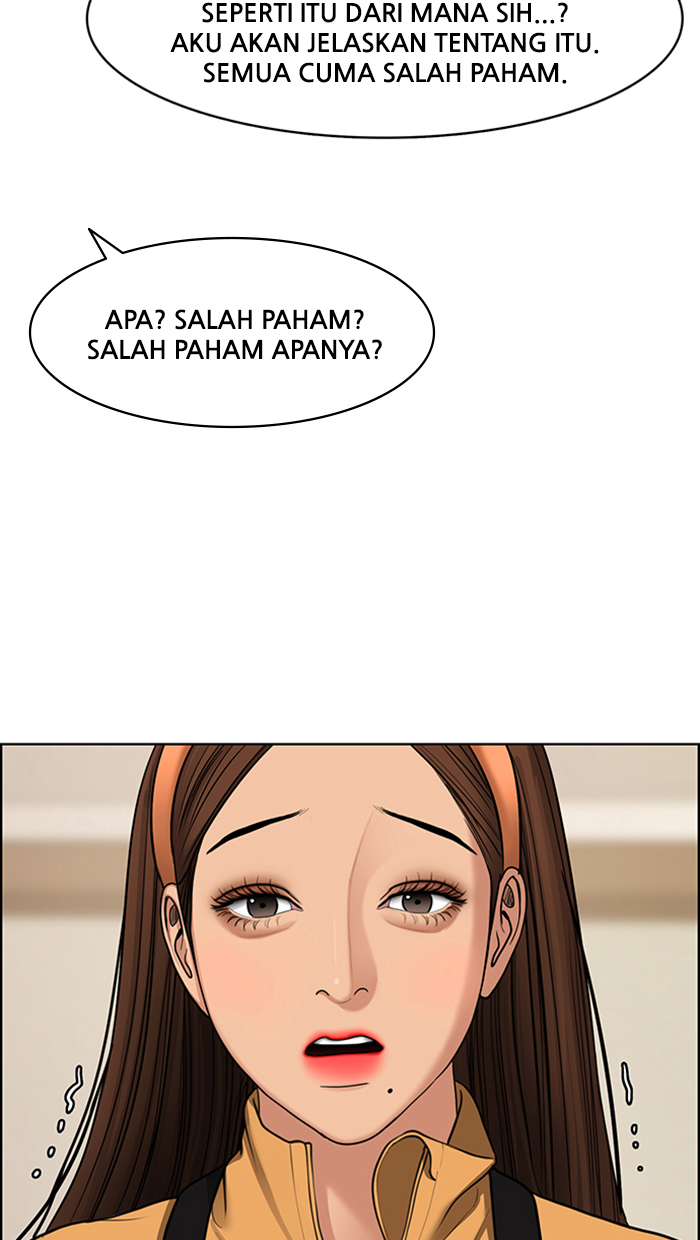 SEPERTI ITU DARI MANA SIH...?
AKU AKAN JELASKAN TENTANG ITU.
SEMUA CUMA SALAH PAHAM.
APA? SALAH PAHAM?
SALAH PAHAM APANYA?